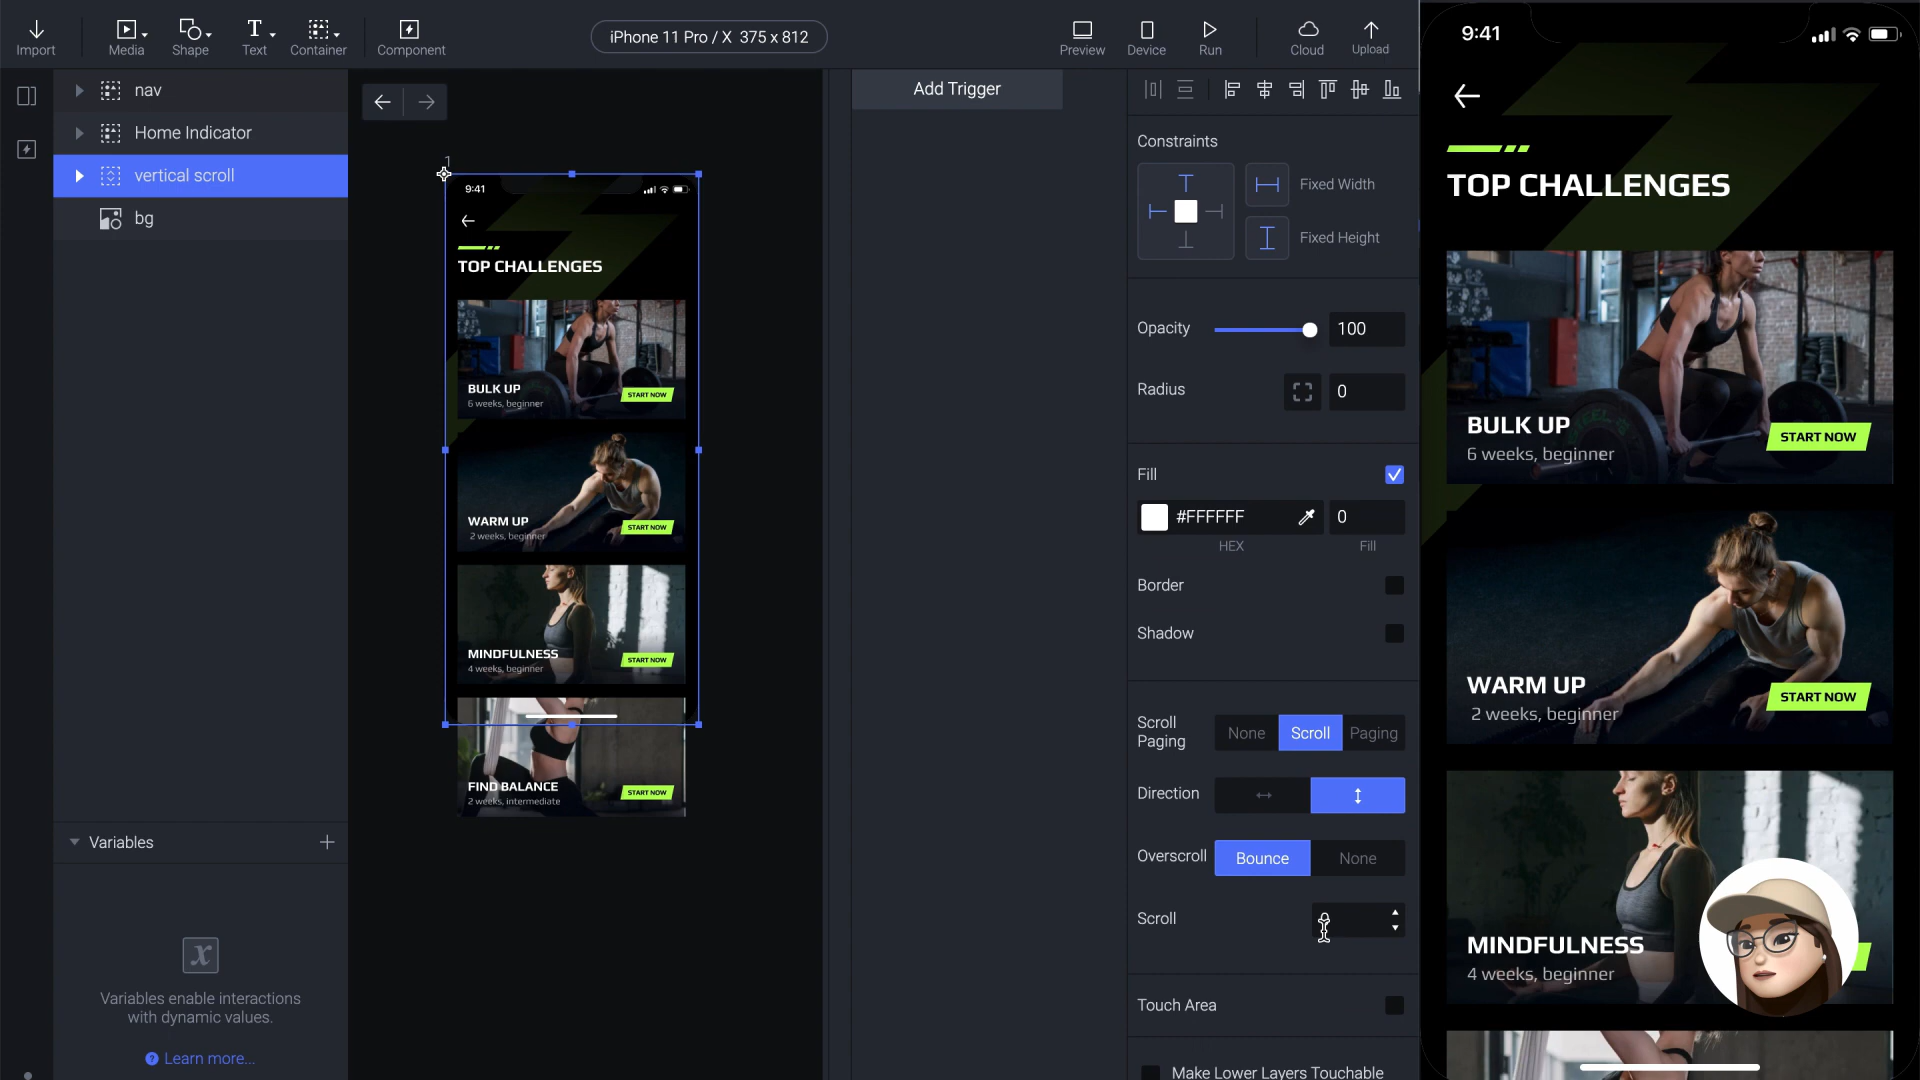 Import
Media
Shape
Text
Container
Component
iPhone 11 Pro / X  375 x 812
Preview
Device
Run
Cloud
Upload
nav
Home Indicator
vertical scroll
bg
Variables
x
Variables enable interactions
with dynamic values.
? Learn more...
1
9:41
TOP CHALLENGES
BULK UP
6 weeks, beginner
START NOW
WARM UP
2 weeks, beginner
START NOW
MINDFULNESS
4 weeks, beginner
START NOW
FIND BALANCE
2 weeks, intermediate
START NOW
Add Trigger
Constraints
Fixed Width
Fixed Height
Opacity
100
Radius
0
Fill
#FFFFFF
0
HEX
Fill
Border
Shadow
Scroll
Paging
None
Scroll
Paging
Direction
Overscroll
Bounce
None
Scroll
Touch Area
Make Lower Layers Touchable
9:41
TOP CHALLENGES
BULK UP
6 weeks, beginner
START NOW
WARM UP
2 weeks, beginner
START NOW
MINDFULNESS
4 weeks, beginner